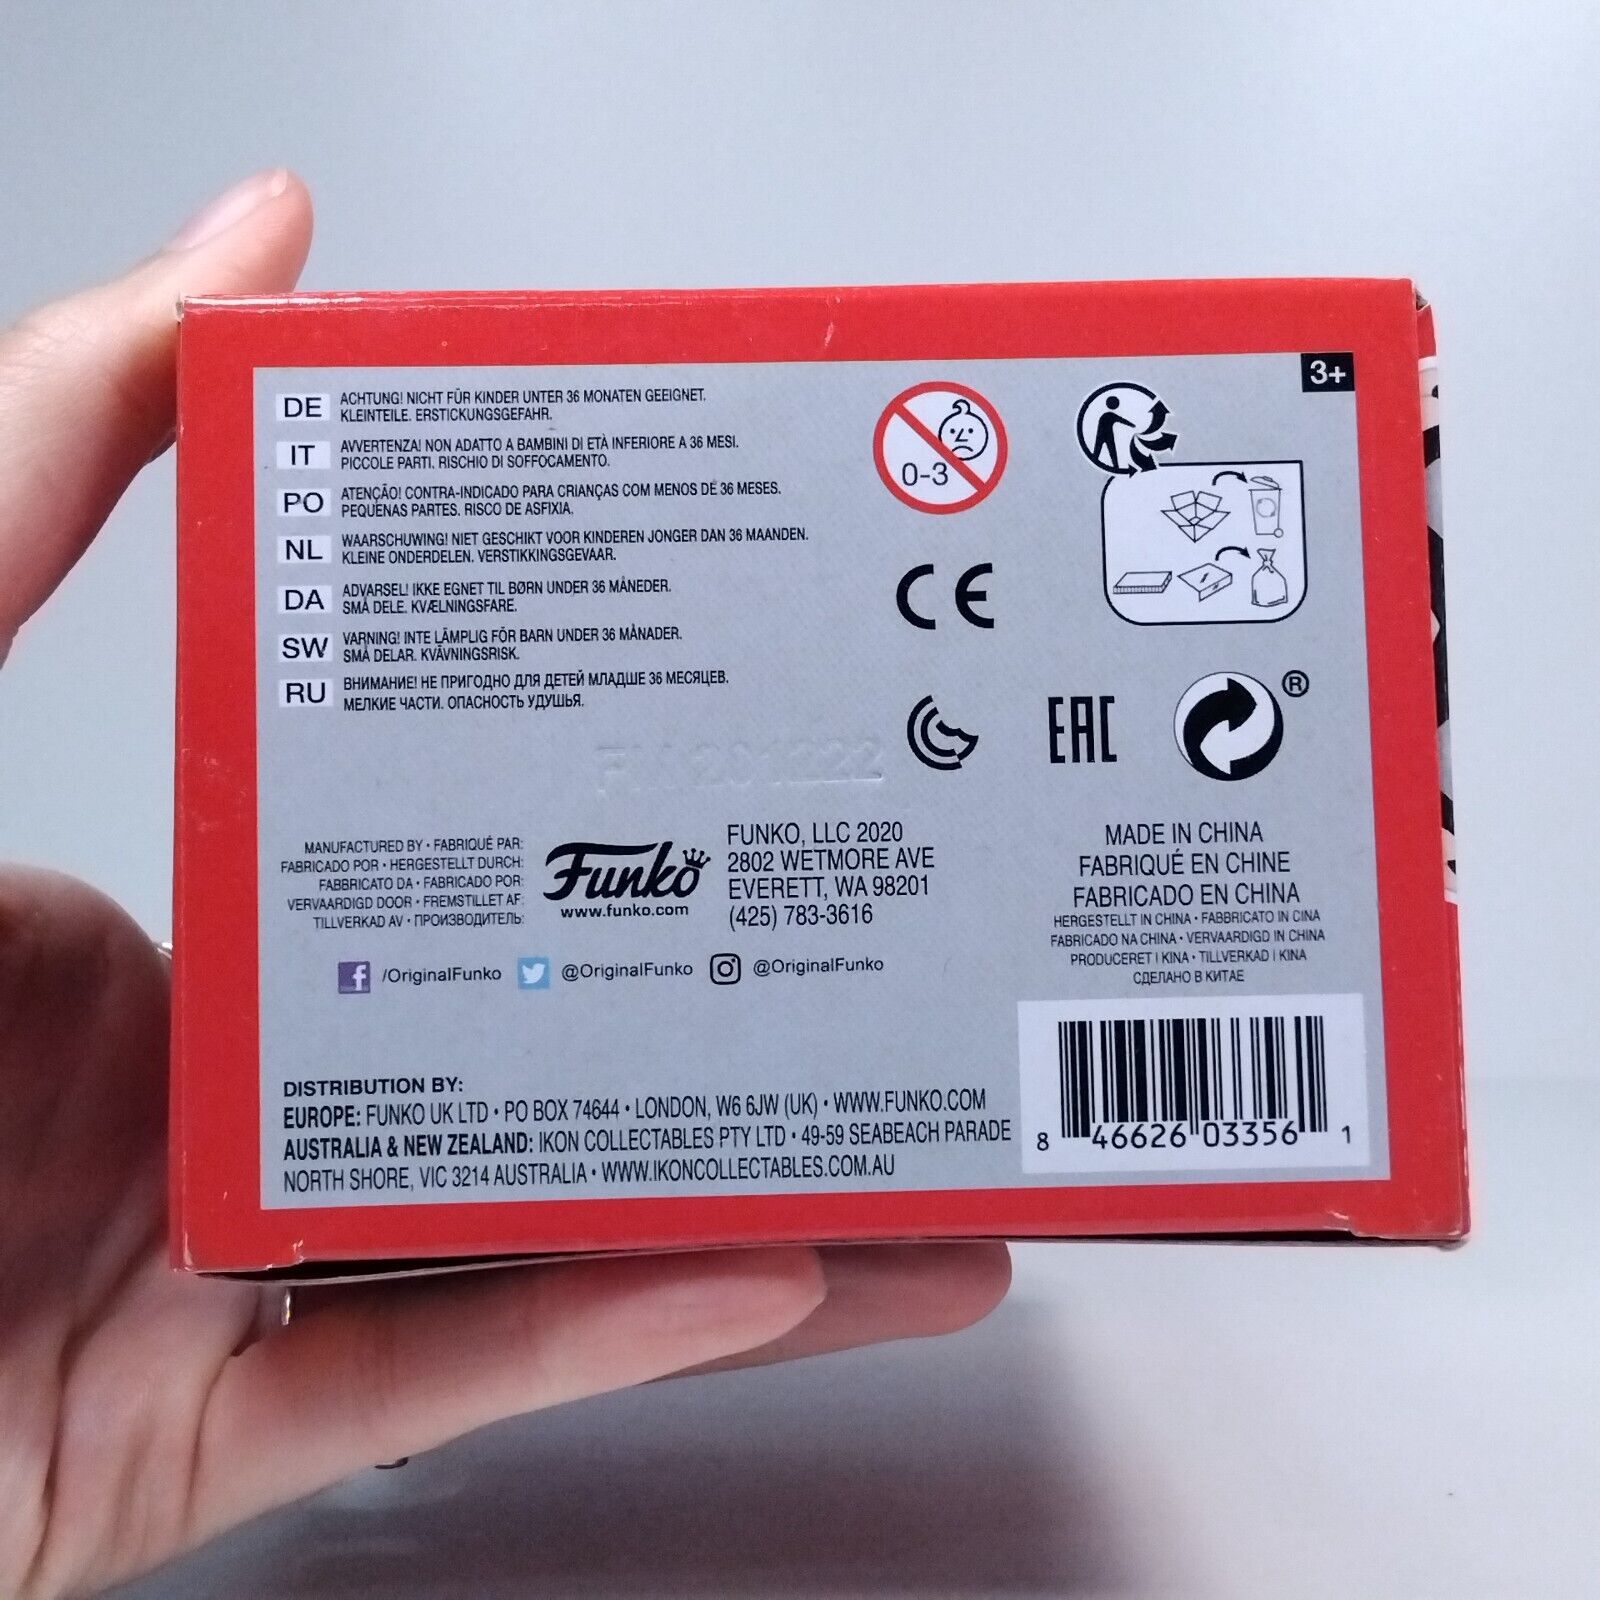 3+
DE
ACHTUNG! NICHT FÜR KINDER UNTER 36 MONATEN GEEIGNET.
KLEINTEILE. ERSTICKUNGSGEFAHR.
IT
AVVERTENZA! NON ADATTO A BAMBINI DI ETÀ INFERIORE A 36 MESI.
PICCOLE PARTI. RISCHIO DI SOFFOCAMENTO.
PO
ATENÇÃO! CONTRA-INDICADO PARA CRIANÇAS COM MENOS DE 36 MESES.
PEQUENAS PARTES. RISCO DE ASFIXIA.
NL
WAARSCHUWING! NIET GESCHIKT VOOR KINDEREN JONGER DAN 36 MAANDEN.
KLEINE ONDERDELEN. VERSTIKKINGSGEVAAR.
DA
ADVARSEL! IKKE EGNET TIL BØRN UNDER 36 MÅNEDER.
SMÅ DELE. KVÆLNINGSFARE.
SW
VARNING! INTE LÄMPLIG FÖR BARN UNDER 36 MÅNADER.
SMÅ DELAR. KVÄVNINGSRISK.
RU
ВНИМАНИЕ! НЕ ПРИГОДНО ДЛЯ ДЕТЕЙ МЛАДШЕ 36 МЕСЯЦЕВ.
МЕЛКИЕ ЧАСТИ. ОПАСНОСТЬ УДУШЬЯ.
0-3
CE
EAC
®
201222
MANUFACTURED BY • FABRIQUÉ PAR:
FABRICADO POR • HERGESTELLT DURCH:
FABBRICATO DA • FABRICADO POR:
VERVAARDIGD DOOR • FREMSTILLET AF:
TILLVERKAD AV • ПРОИЗВОДИТЕЛЬ:
Funko
www.funko.com
FUNKO, LLC 2020
2802 WETMORE AVE
EVERETT, WA 98201
(425) 783-3616
MADE IN CHINA
FABRIQUÉ EN CHINE
FABRICADO EN CHINA
HERGESTELLT IN CHINA • FABBRICATO IN CINA
FABRICADO NA CHINA • VERVAARDIGD IN CHINA
PRODUCERET I KINA • TILLVERKAD I KINA
СДЕЛАНО В КИТАЕ
f /OriginalFunko @OriginalFunko @OriginalFunko
DISTRIBUTION BY:
EUROPE: FUNKO UK LTD • PO BOX 74644 • LONDON, W6 6JW (UK) • WWW.FUNKO.COM
AUSTRALIA & NEW ZEALAND: IKON COLLECTABLES PTY LTD • 49-59 SEABEACH PARADE
NORTH SHORE, VIC 3214 AUSTRALIA • WWW.IKONCOLLECTABLES.COM.AU
8 46626 03356 1